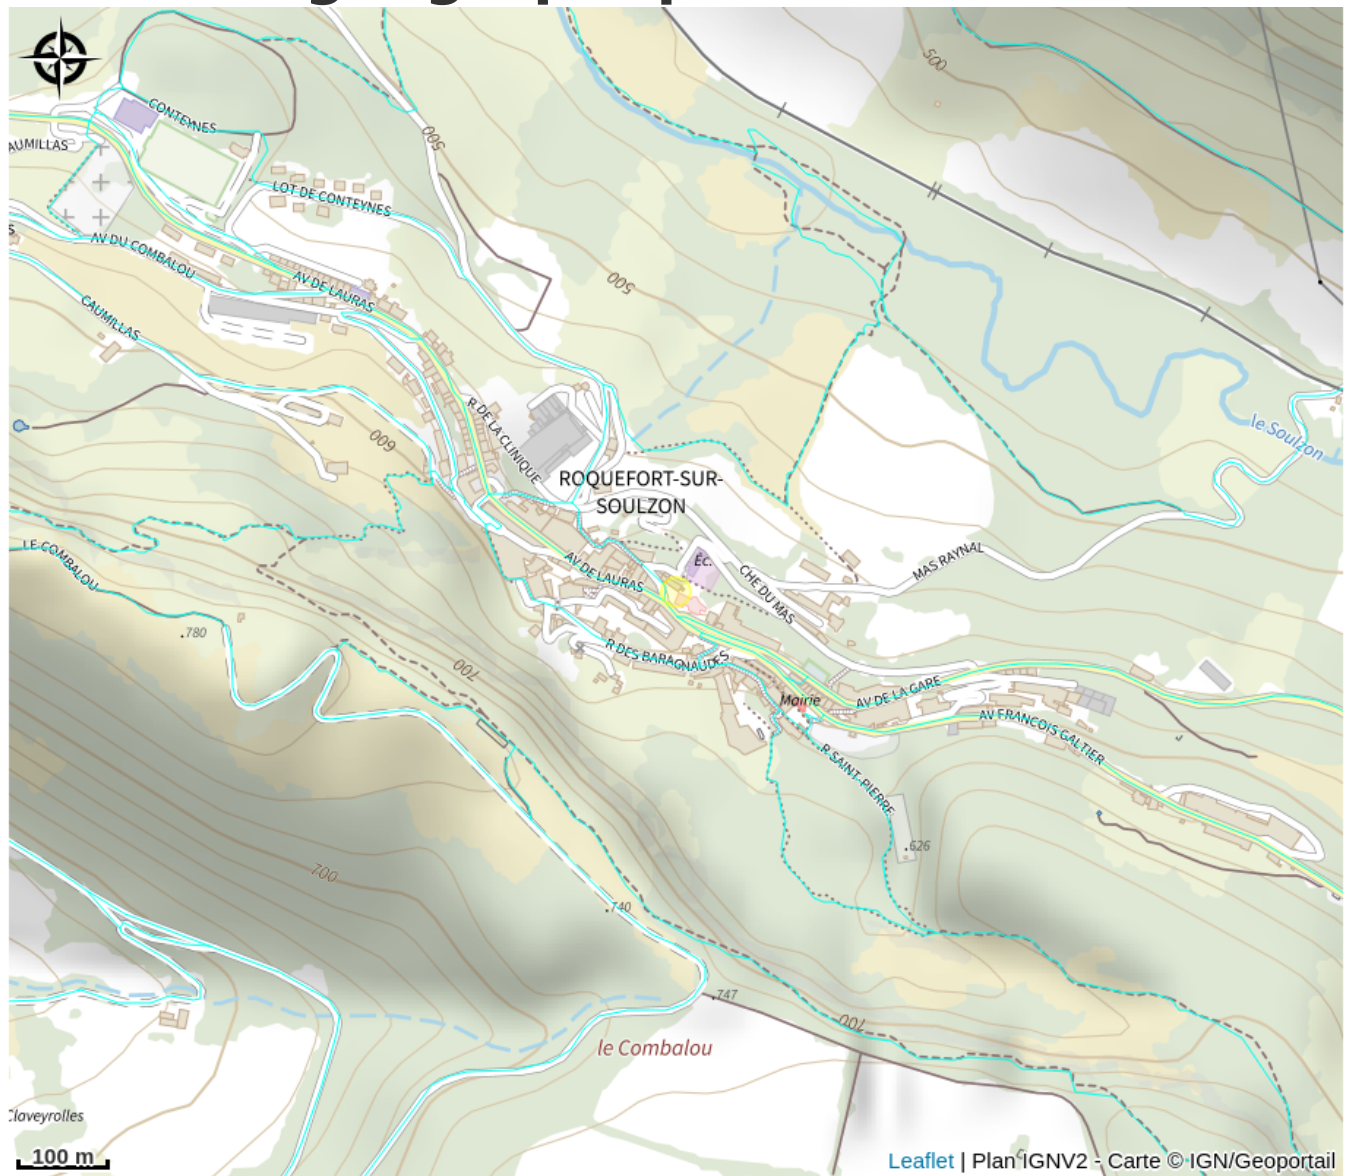 500
CONTEYNES
AUMILLAS
500
LOT DE CONTEYNES
AV DU COMBALOU
AV DE LAURAS
500
CAUMILLAS
R DE LA CLINIQUE
600
le Soulzon
ROQUEFORT-SUR-
SOULZON
LE COMBALOU
AV DE LAURAS
Éc.
CHE DU MAS
MAS RAYNAL
.780
R DES BARAGNAUDES
700
Mairie
AV DE LA GARE
AV FRANCOIS GALTIER
R SAINT-PIERRE
.626
700
.740
.747
700
le Combalou
Claveyrolles
100 m
Leaflet | Plan IGNV2 - Carte © IGN/Geoportail